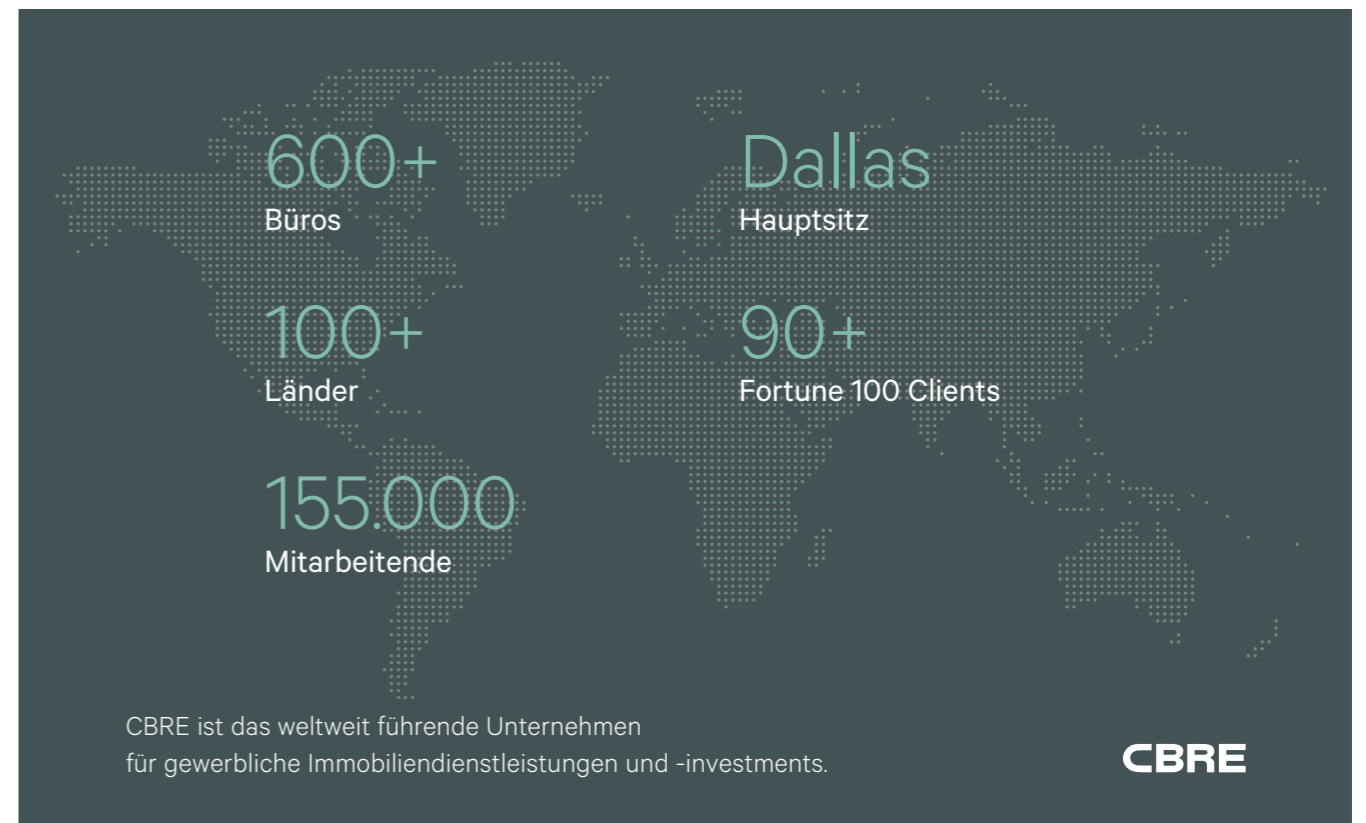 600+
Büros
Dallas
Hauptsitz
100+
Länder
90+
Fortune 100 Clients
155.000
Mitarbeitende
CBRE ist das weltweit führende Unternehmen
für gewerbliche Immobiliendienstleistungen und -investments.
CBRE